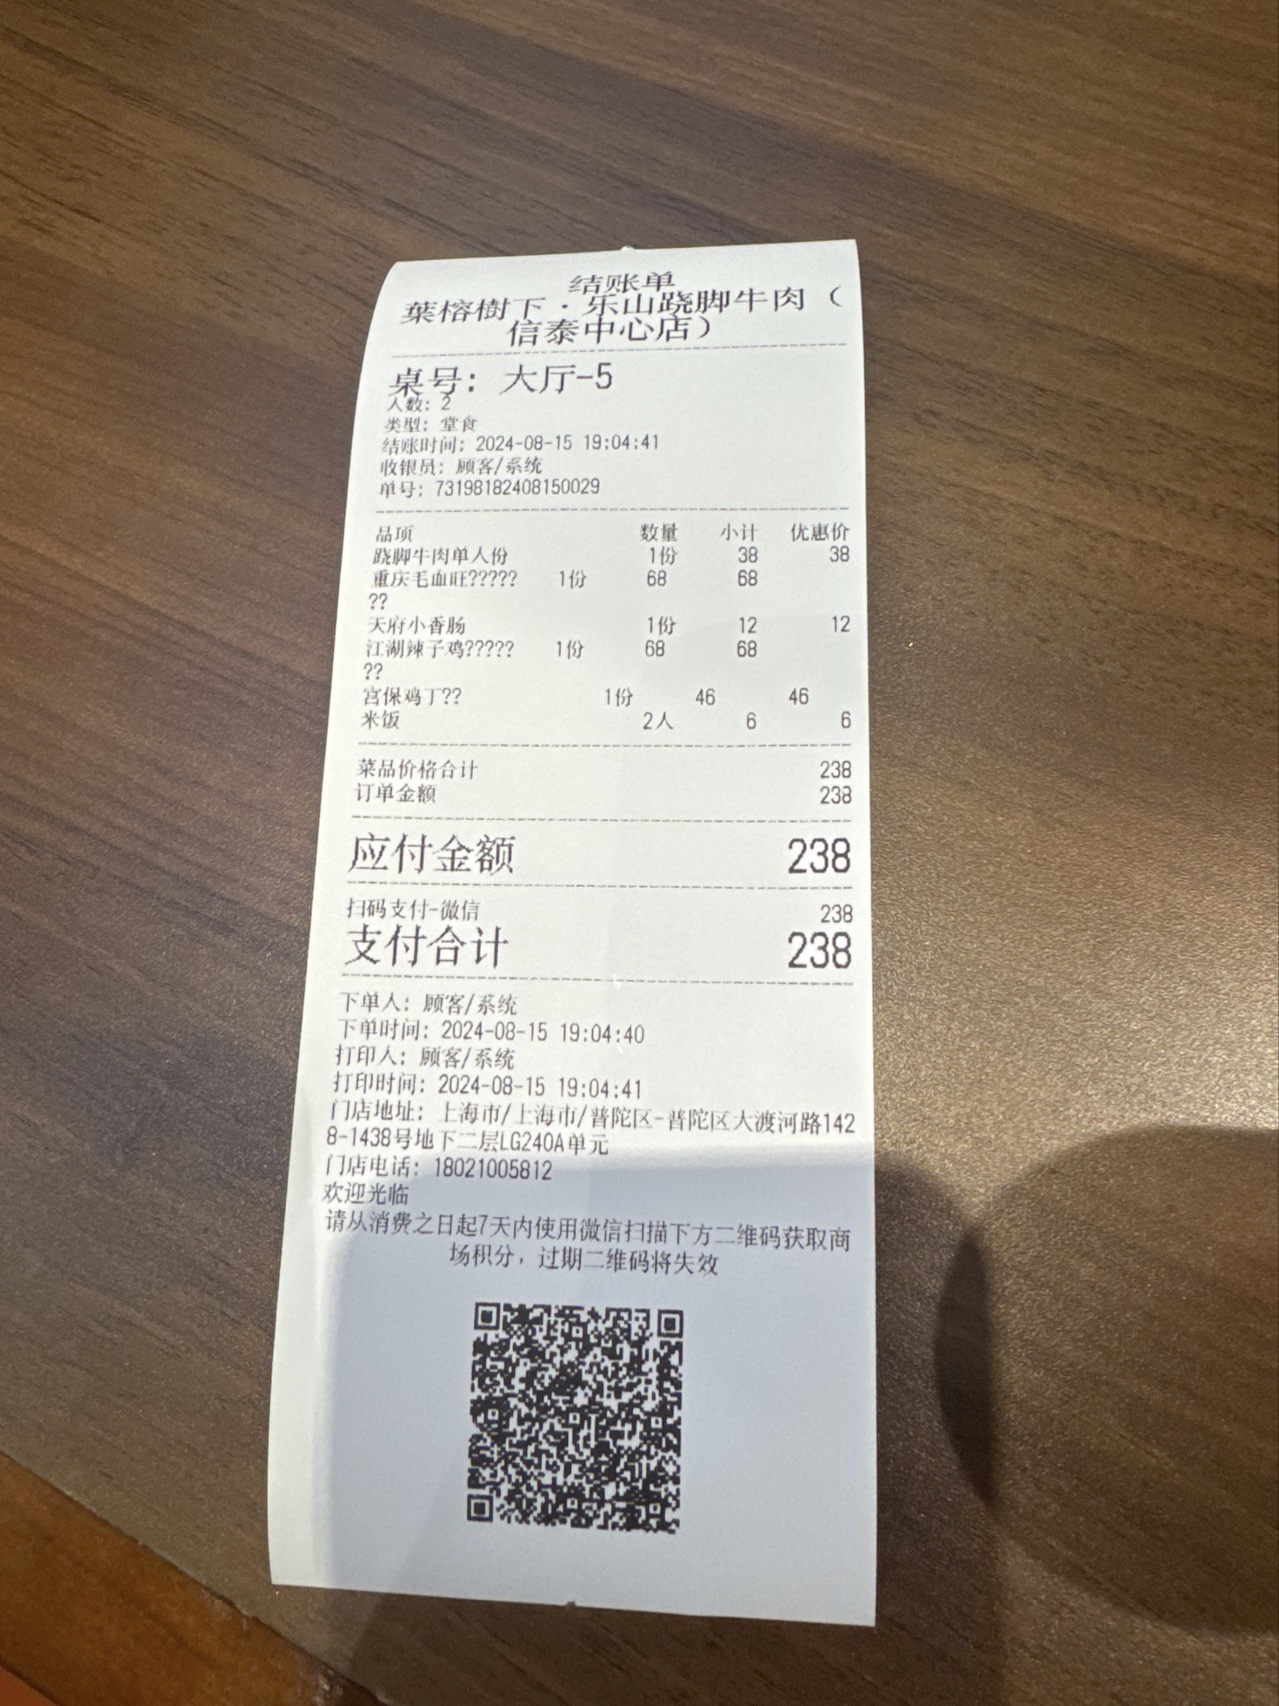 结账单
葉榕樹下·乐山跷脚牛肉（
信泰中心店）
桌号：大厅-5
人数：2
类型：堂食
结账时间：2024-08-15 19:04:41
收银员：顾客/系统
单号：73198182408150029
品项 数量 小计 优惠价
跷脚牛肉单人份 1份 38 38
重庆毛血旺????? 1份 68 68
??
天府小香肠 1份 12 12
江湖辣子鸡????? 1份 68 68
??
宫保鸡丁?? 1份 46 46
米饭 2人 6 6
菜品价格合计 238
订单金额 238
应付金额 238
扫码支付-微信 238
支付合计 238
下单人：顾客/系统
下单时间：2024-08-15 19:04:40
打印人：顾客/系统
打印时间：2024-08-15 19:04:41
门店地址：上海市/上海市/普陀区-普陀区大渡河路142
8-1438号地下二层LG240A单元
门店电话：18021005812
欢迎光临
请从消费之日起7天内使用微信扫描下方二维码获取商
场积分，过期二维码将失效